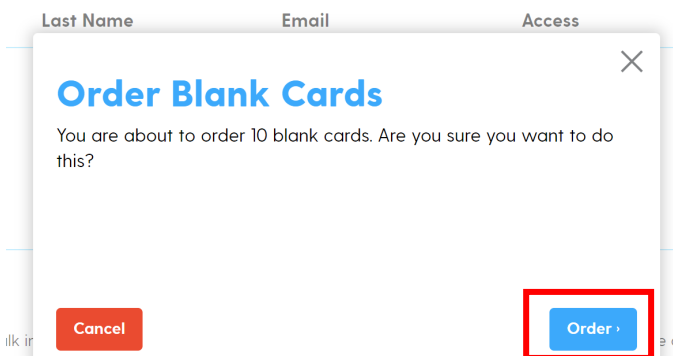 Last Name Email Access
Order Blank Cards
You are about to order 10 blank cards. Are you sure you want to do
this?
Cancel Order ›